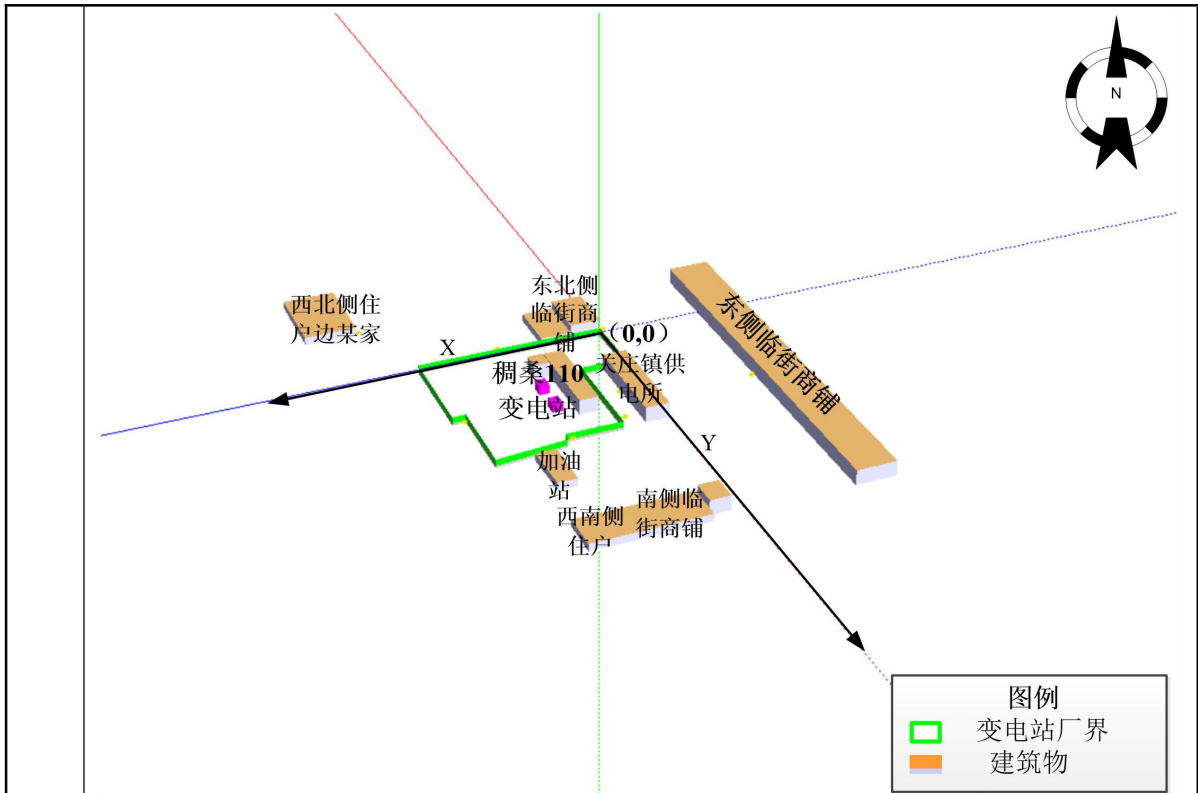 N
西北侧住
户边某家
东北侧
临街商
铺
(0,0）
X
稠桑110
变电站
关庄镇供
电所
东侧临街商铺
Y
加油
站
西南侧
住户
南侧临
街商铺
图例
变电站厂界
建筑物